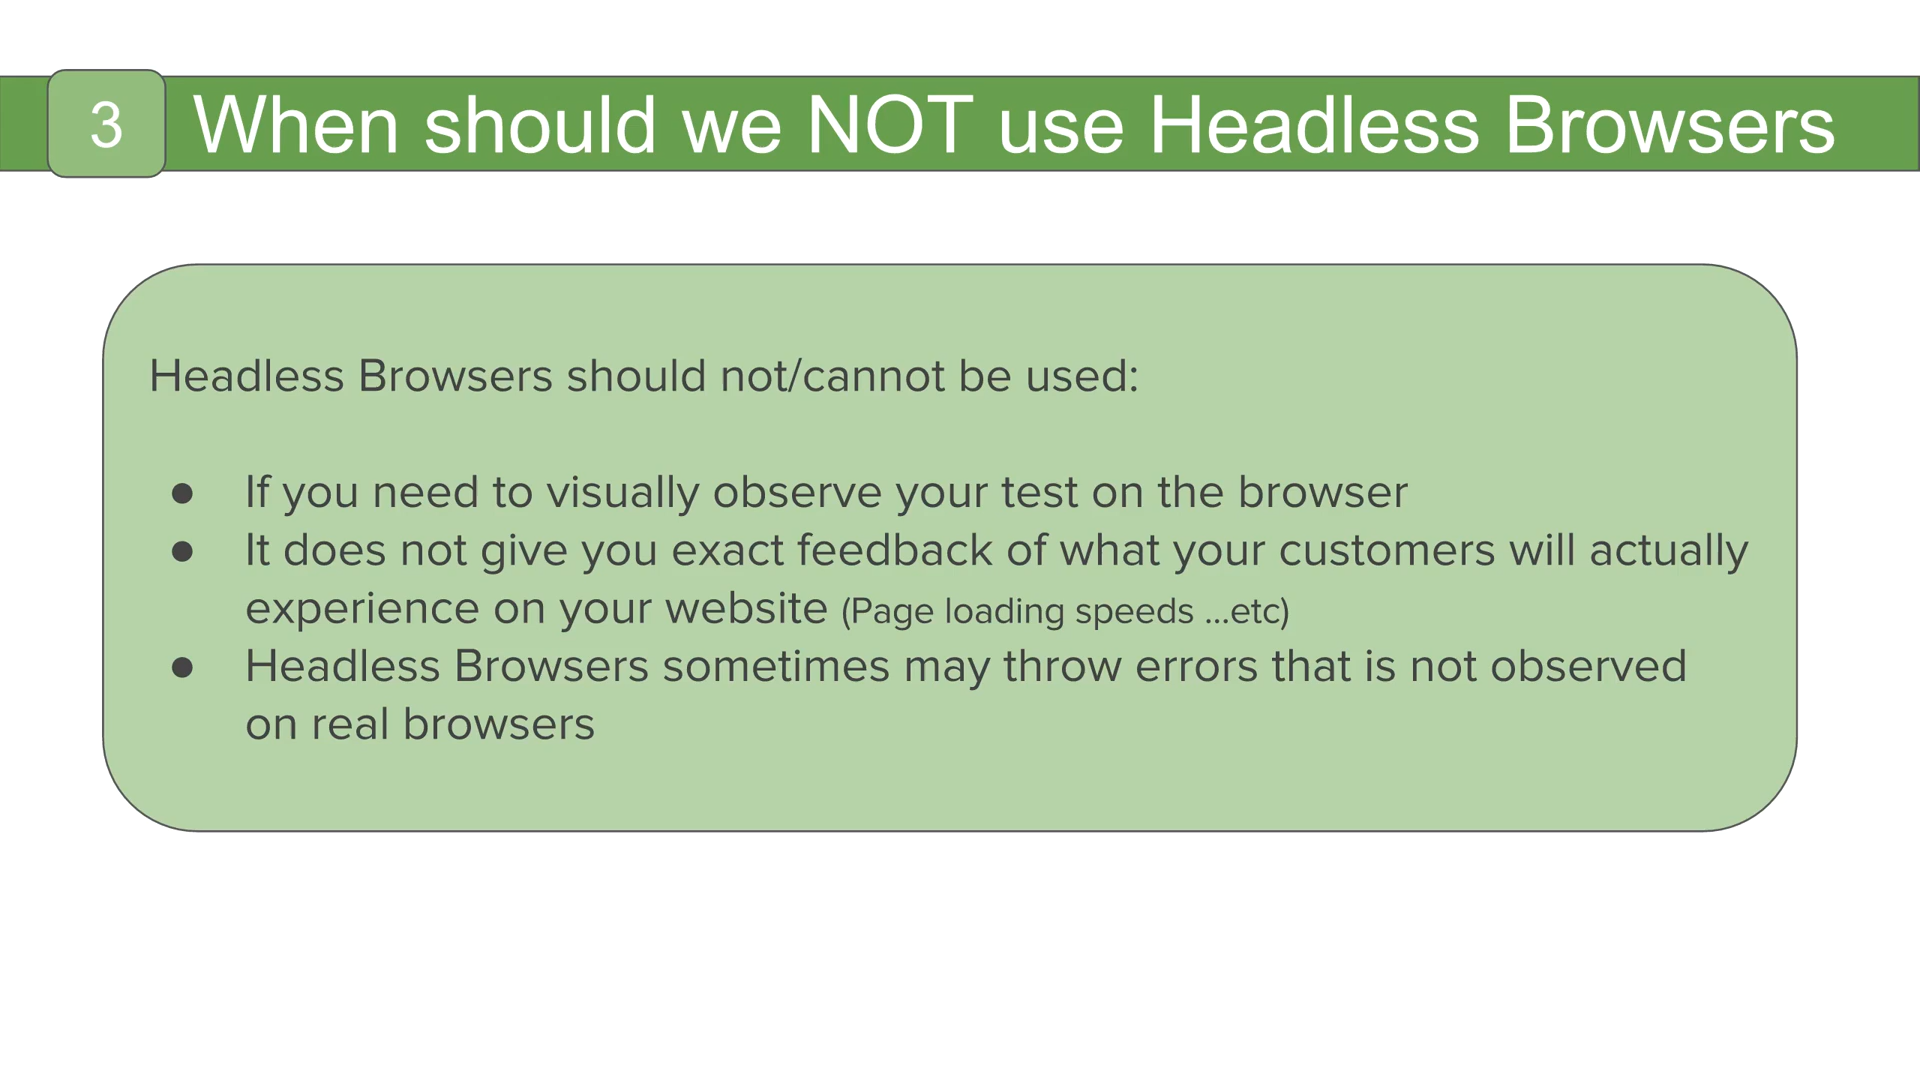 3
When should we NOT use Headless Browsers
Headless Browsers should not/cannot be used:
● If you need to visually observe your test on the browser
● It does not give you exact feedback of what your customers will actually
experience on your website (Page loading speeds ...etc)
● Headless Browsers sometimes may throw errors that is not observed
on real browsers